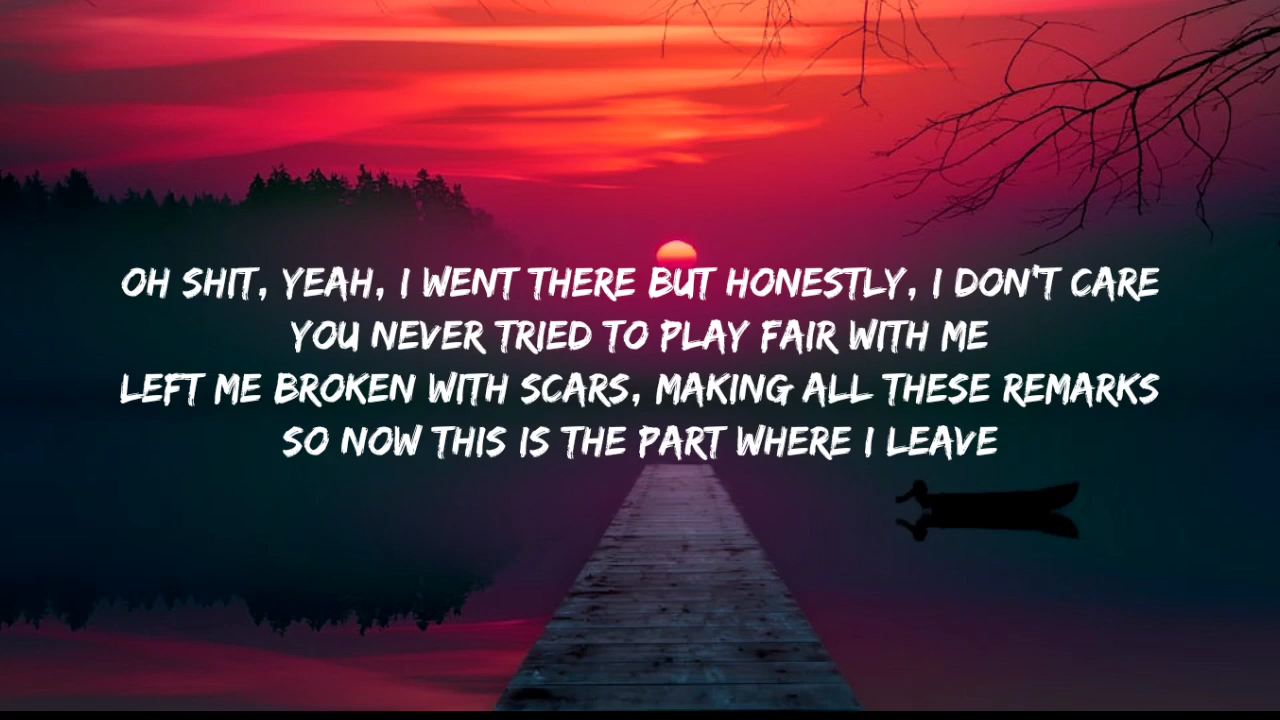 OH SHIT, YEAH, I WENT THERE BUT HONESTLY, I DON'T CARE
YOU NEVER TRIED TO PLAY FAIR WITH ME
LEFT ME BROKEN WITH SCARS, MAKING ALL THESE REMARKS
SO NOW THIS IS THE PART WHERE I LEAVE